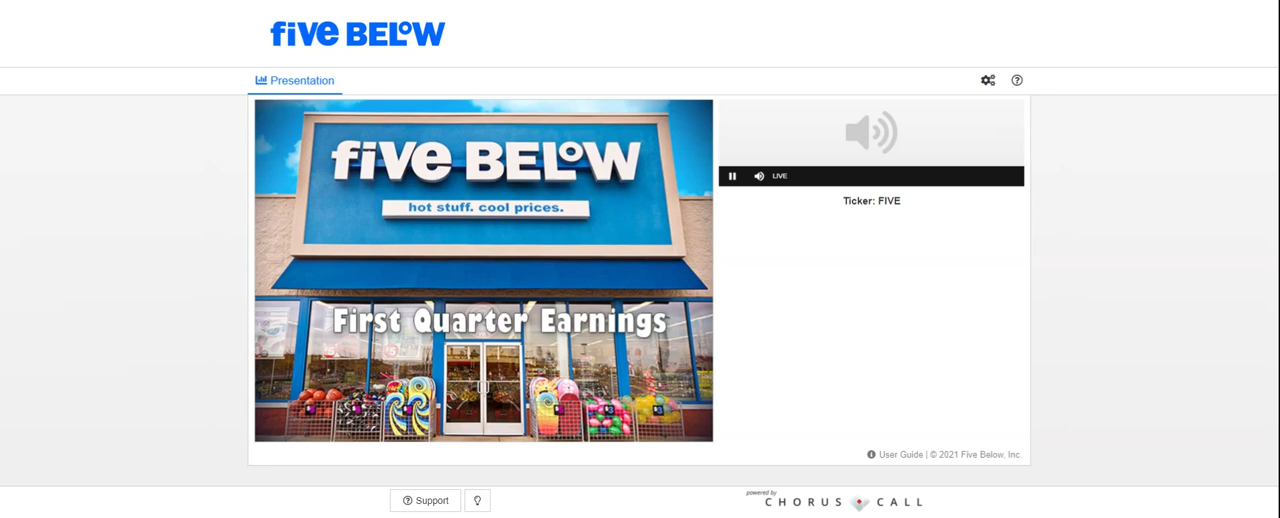 five BELOW
Presentation
five BELOW
hot stuff. cool prices.
First Quarter Earnings
LIVE
Ticker: FIVE
User Guide | © 2021 Five Below, Inc.
Support
powered by
CHORUS CALL